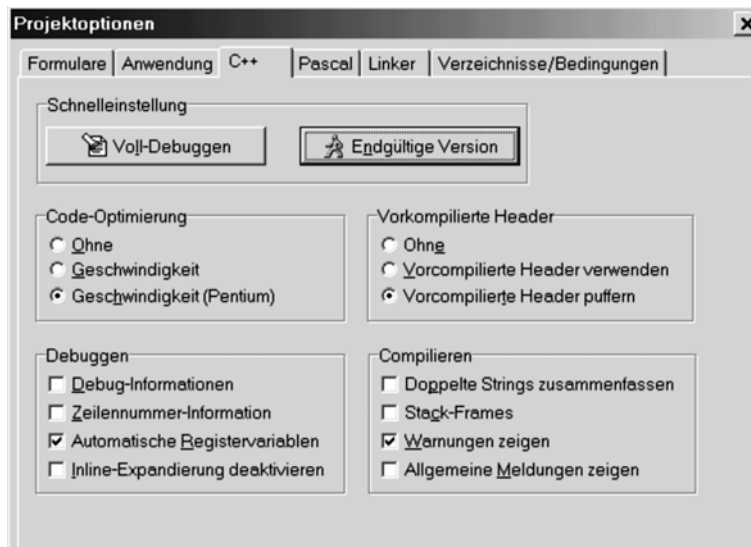 Projektoptionen
Formulare Anwendung C++ Pascal Linker Verzeichnisse/Bedingungen
Schnelleinstellung
Voll-Debuggen Endgültige Version
Code-Optimierung
Ohne
Geschwindigkeit
Geschwindigkeit (Pentium)
Vorkompilierte Header
Ohne
Vorcompilierte Header verwenden
Vorcompilierte Header puffern
Debuggen
Debug-Informationen
Zeilennummer-Information
Automatische Registervariablen
Inline-Expandierung deaktivieren
Compilieren
Doppelte Strings zusammenfassen
Stack-Frames
Warnungen zeigen
Allgemeine Meldungen zeigen